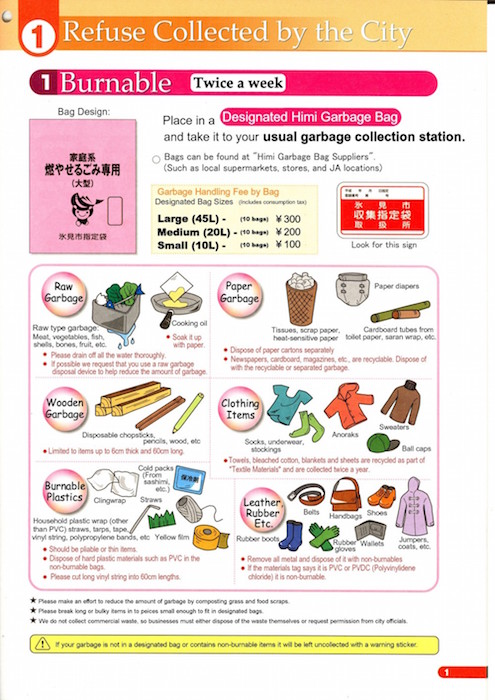 1 Refuse Collected by the City
1 Burnable Twice a week
Bag Design:
家庭系
燃やせるごみ専用
(大型)
氷見市指定袋
Place in a Designated Himi Garbage Bag
and take it to your usual garbage collection station.
○ Bags can be found at "Himi Garbage Bag Suppliers".
(Such as local supermarkets, stores, and JA locations)
Garbage Handling Fee by Bag
Designated Bag Sizes (Includes consumption tax)
Large (45L) - (10 bags) ¥300
Medium (20L) - (10 bags) ¥200
Small (10L) - (10 bags) ¥100
氷見市
収集指定袋
取扱所
Look for this sign
Raw
Garbage
Raw type garbage:
Meat, vegetables, fish,
shells, bones, fruit, etc.
Cooking oil
● Soak it up
with paper.
● Please drain off all the water thoroughly.
● If possible we request that you use a raw garbage
disposal device to help reduce the amount of garbage.
Paper
Garbage
Paper diapers
Tissues, scrap paper,
heat-sensitive paper
Cardboard tubes from
toilet paper, saran wrap, etc.
● Dispose of paper cartons separately
● Newspapers, cardboard, magazines, etc., are recyclable. Dispose of
with the recyclable or separated garbage.
Wooden
Garbage
Disposable chopsticks,
pencils, wood, etc
● Limited to items up to 6cm thick and 60cm long.
Clothing
Items
Socks, underwear,
stockings
Anoraks
Sweaters
Ball caps
● Towels, bleached cotton, blankets and sheets are recycled as part of
"Textile Materials" and are collected twice a year.
Burnable
Plastics
Clingwrap
Cold packs
(From
sashimi,
etc.)
保冷剤
Straws
Household plastic wrap (other
than PVC) straws, tarps, tape,
vinyl string, polypropylene bands, etc
Yellow film
● Should be pliable or thin items.
● Dispose of hard plastic materials such as PVC in the
non-burnable bags.
● Please cut long vinyl string into 60cm lengths.
Leather,
Rubber
Etc.
Belts
Handbags
Shoes
Rubber boots
Rubber
gloves
Wallets
Jumpers,
coats, etc.
● Remove all metal and dispose of it with non-burnables
● If the materials tag says it is PVC or PVDC (Polyvinylidene
chloride) it is non-burnable.
★ Please make an effort to reduce the amount of garbage by composting grass and food scraps.
★ Please break long or bulky items in to peices small enough to fit in designated bags.
★ We do not collect commercial waste, so businesses must either dispose of the waste themselves or request permission from city officials.
If your garbage is not in a designated bag or contains non-burnable items it will be left uncollected with a warning sticker.
1